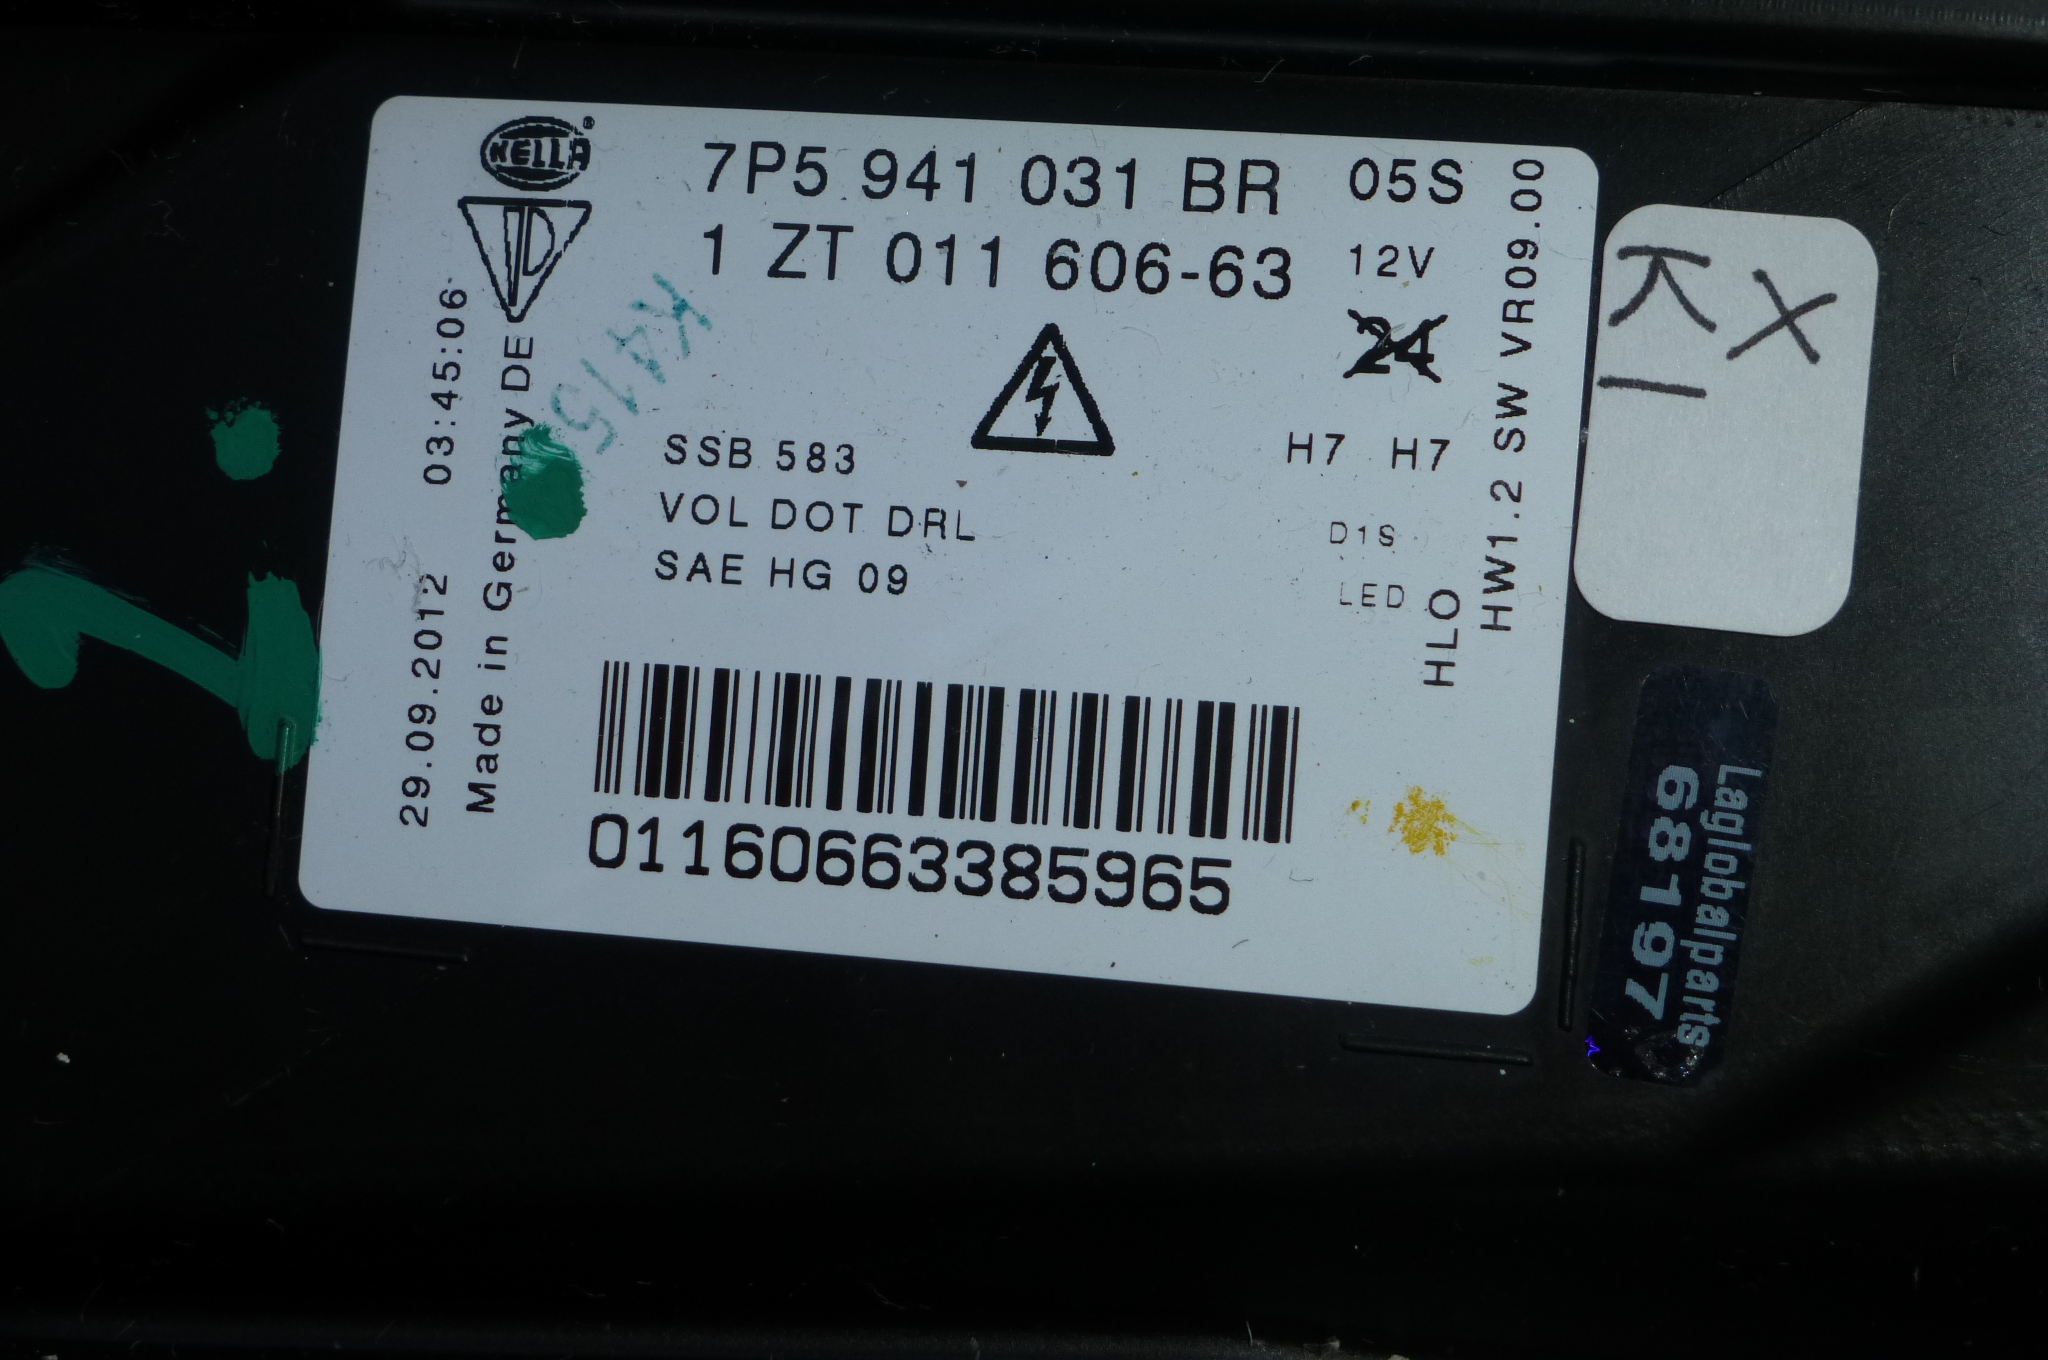 HELLA ®
7P5 941 031 BR 05S
1 ZT 011 606-63 12V
24
K415
H7 H7
SSB 583
VOL DOT DRL
SAE HG 09
D1S
LED
HLO
HW1.2 SW VR09.00
29.09.2012 03:45:06
Made in Germany DE
01160663385965
X
K1
Laglobalparts
68197